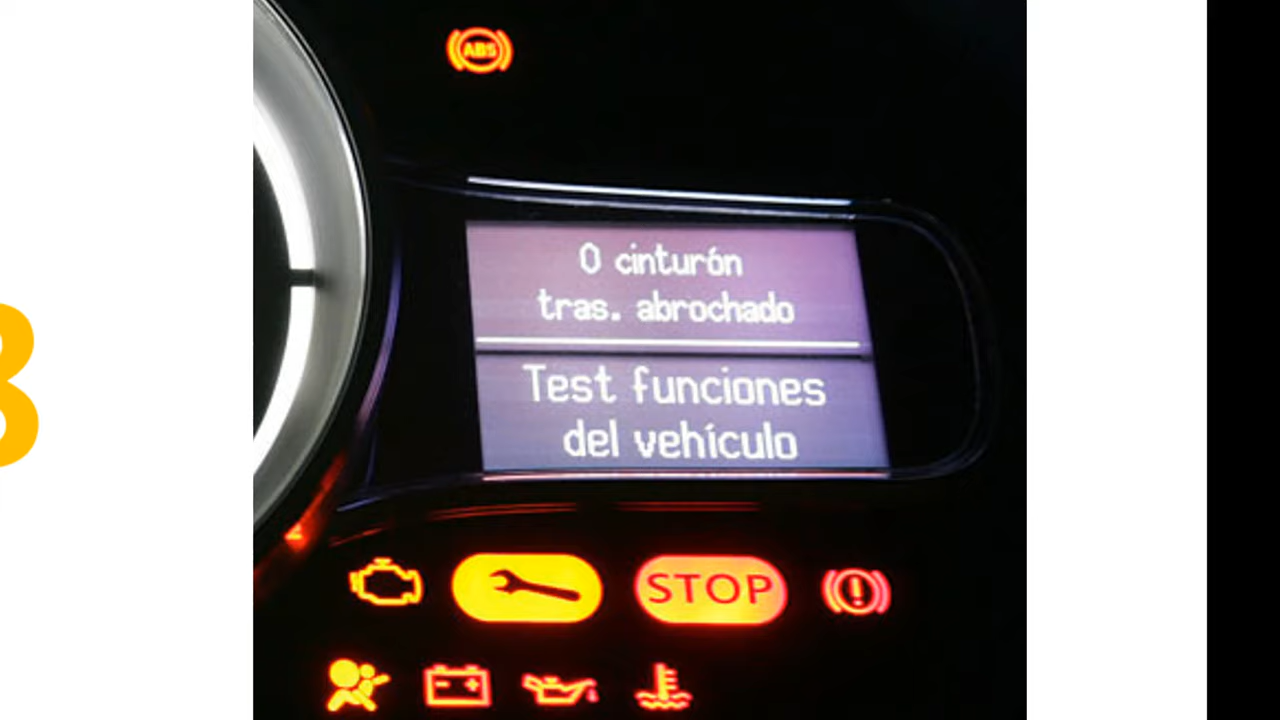 ABS
0 cinturón
tras. abrochado
Test funciones
del vehículo
STOP